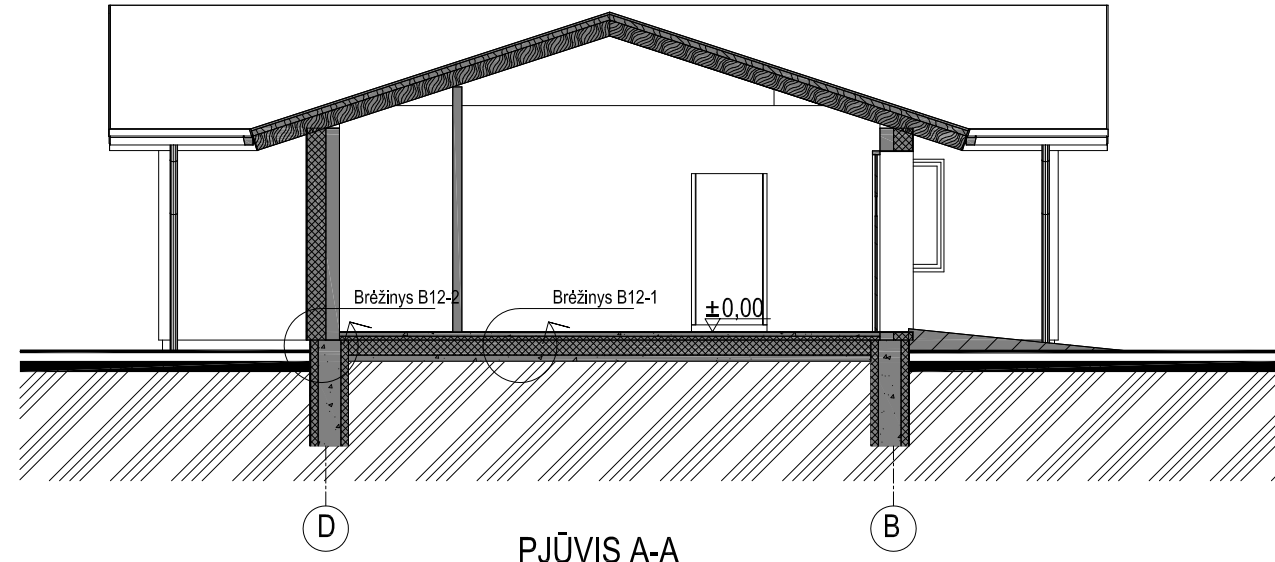 Brėžinys B12-2
Brėžinys B12-1
±0,00
D
B
PJŪVIS A-A